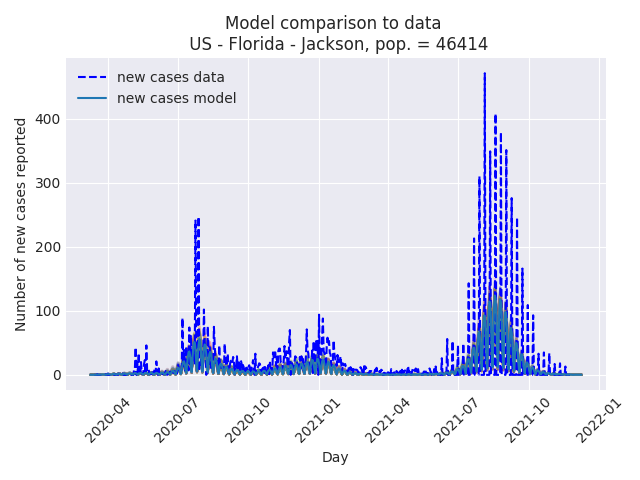 Model comparison to data
US - Florida - Jackson, pop. = 46414
new cases data
new cases model
Number of new cases reported
400
300
200
100
0
2020-04
2020-07
2020-10
2021-01
2021-04
2021-07
2021-10
2022-01
Day